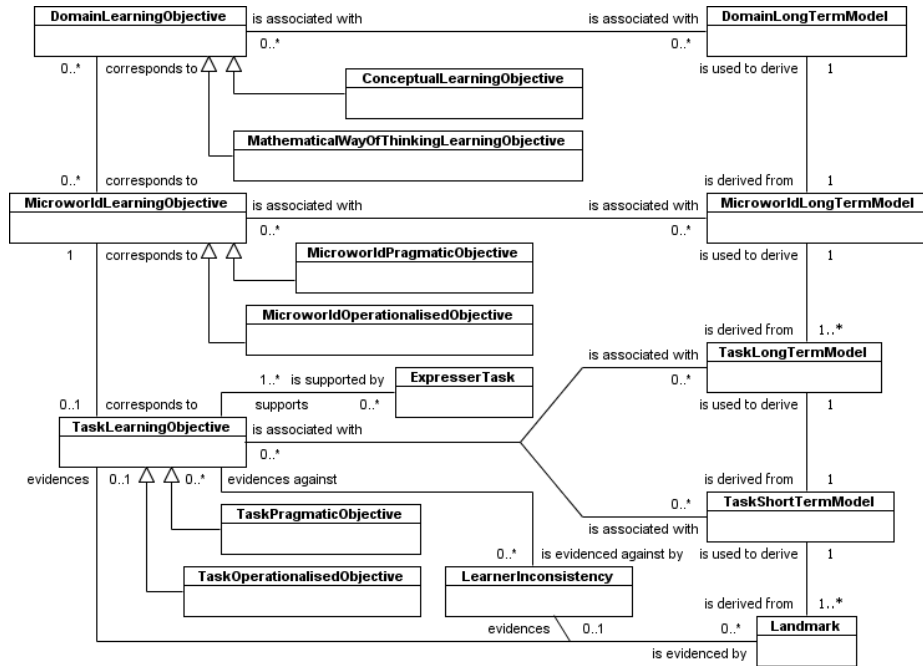 DomainLearningObjective is associated with is associated with DomainLongTermModel
0..* 0..*
0..* corresponds to is used to derive 1
ConceptualLearningObjective
MathematicalWayOfThinkingLearningObjective
0..* corresponds to is derived from 1
MicroworldLearningObjective is associated with is associated with MicroworldLongTermModel
0..* 0..*
1 corresponds to is used to derive 1
MicroworldPragmaticObjective
MicroworldOperationalisedObjective
is derived from 1..*
is associated with TaskLongTermModel
1..* is supported by ExpresserTask 0..*
0..1 corresponds to supports 0..* is used to derive 1
TaskLearningObjective is associated with
0..*
evidences 0..1 0..* evidences against is derived from 1
0..* TaskShortTermModel
TaskPragmaticObjective is associated with
0..* is evidenced against by is used to derive 1
TaskOperationalisedObjective LearnerInconsistency
is derived from 1..*
evidences 0..1 0..* Landmark
is evidenced by